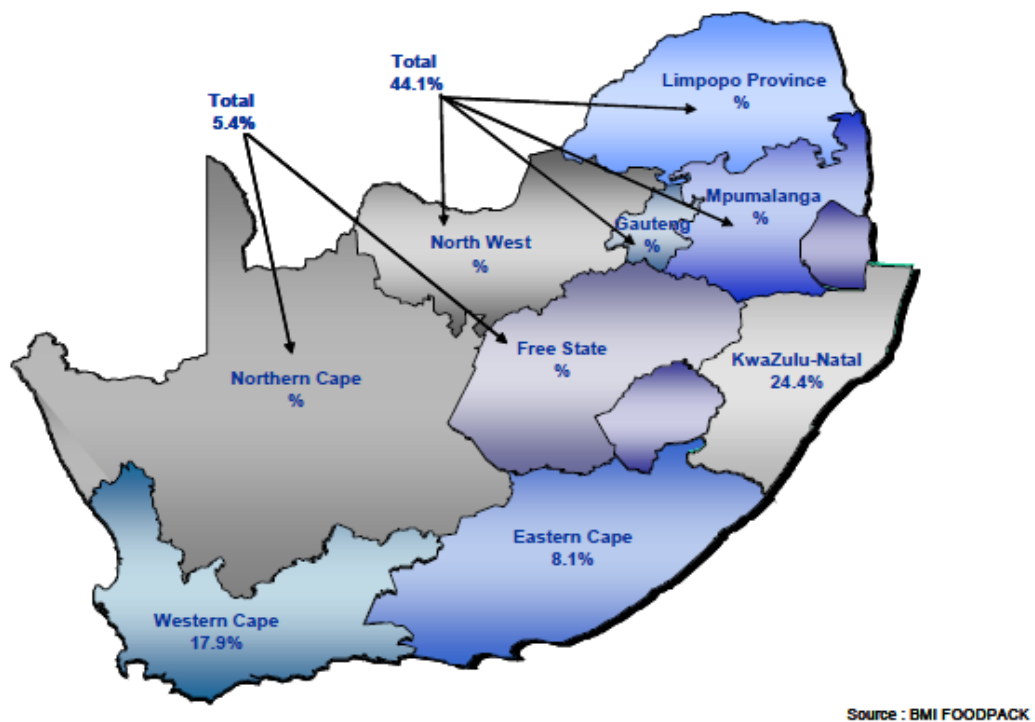 Total
44.1%
Total
5.4%
Limpopo Province
%
Mpumalanga
%
Gauteng
%
North West
%
Free State
%
KwaZulu-Natal
24.4%
Northern Cape
%
Eastern Cape
8.1%
Western Cape
17.9%
Source : BMI FOODPACK